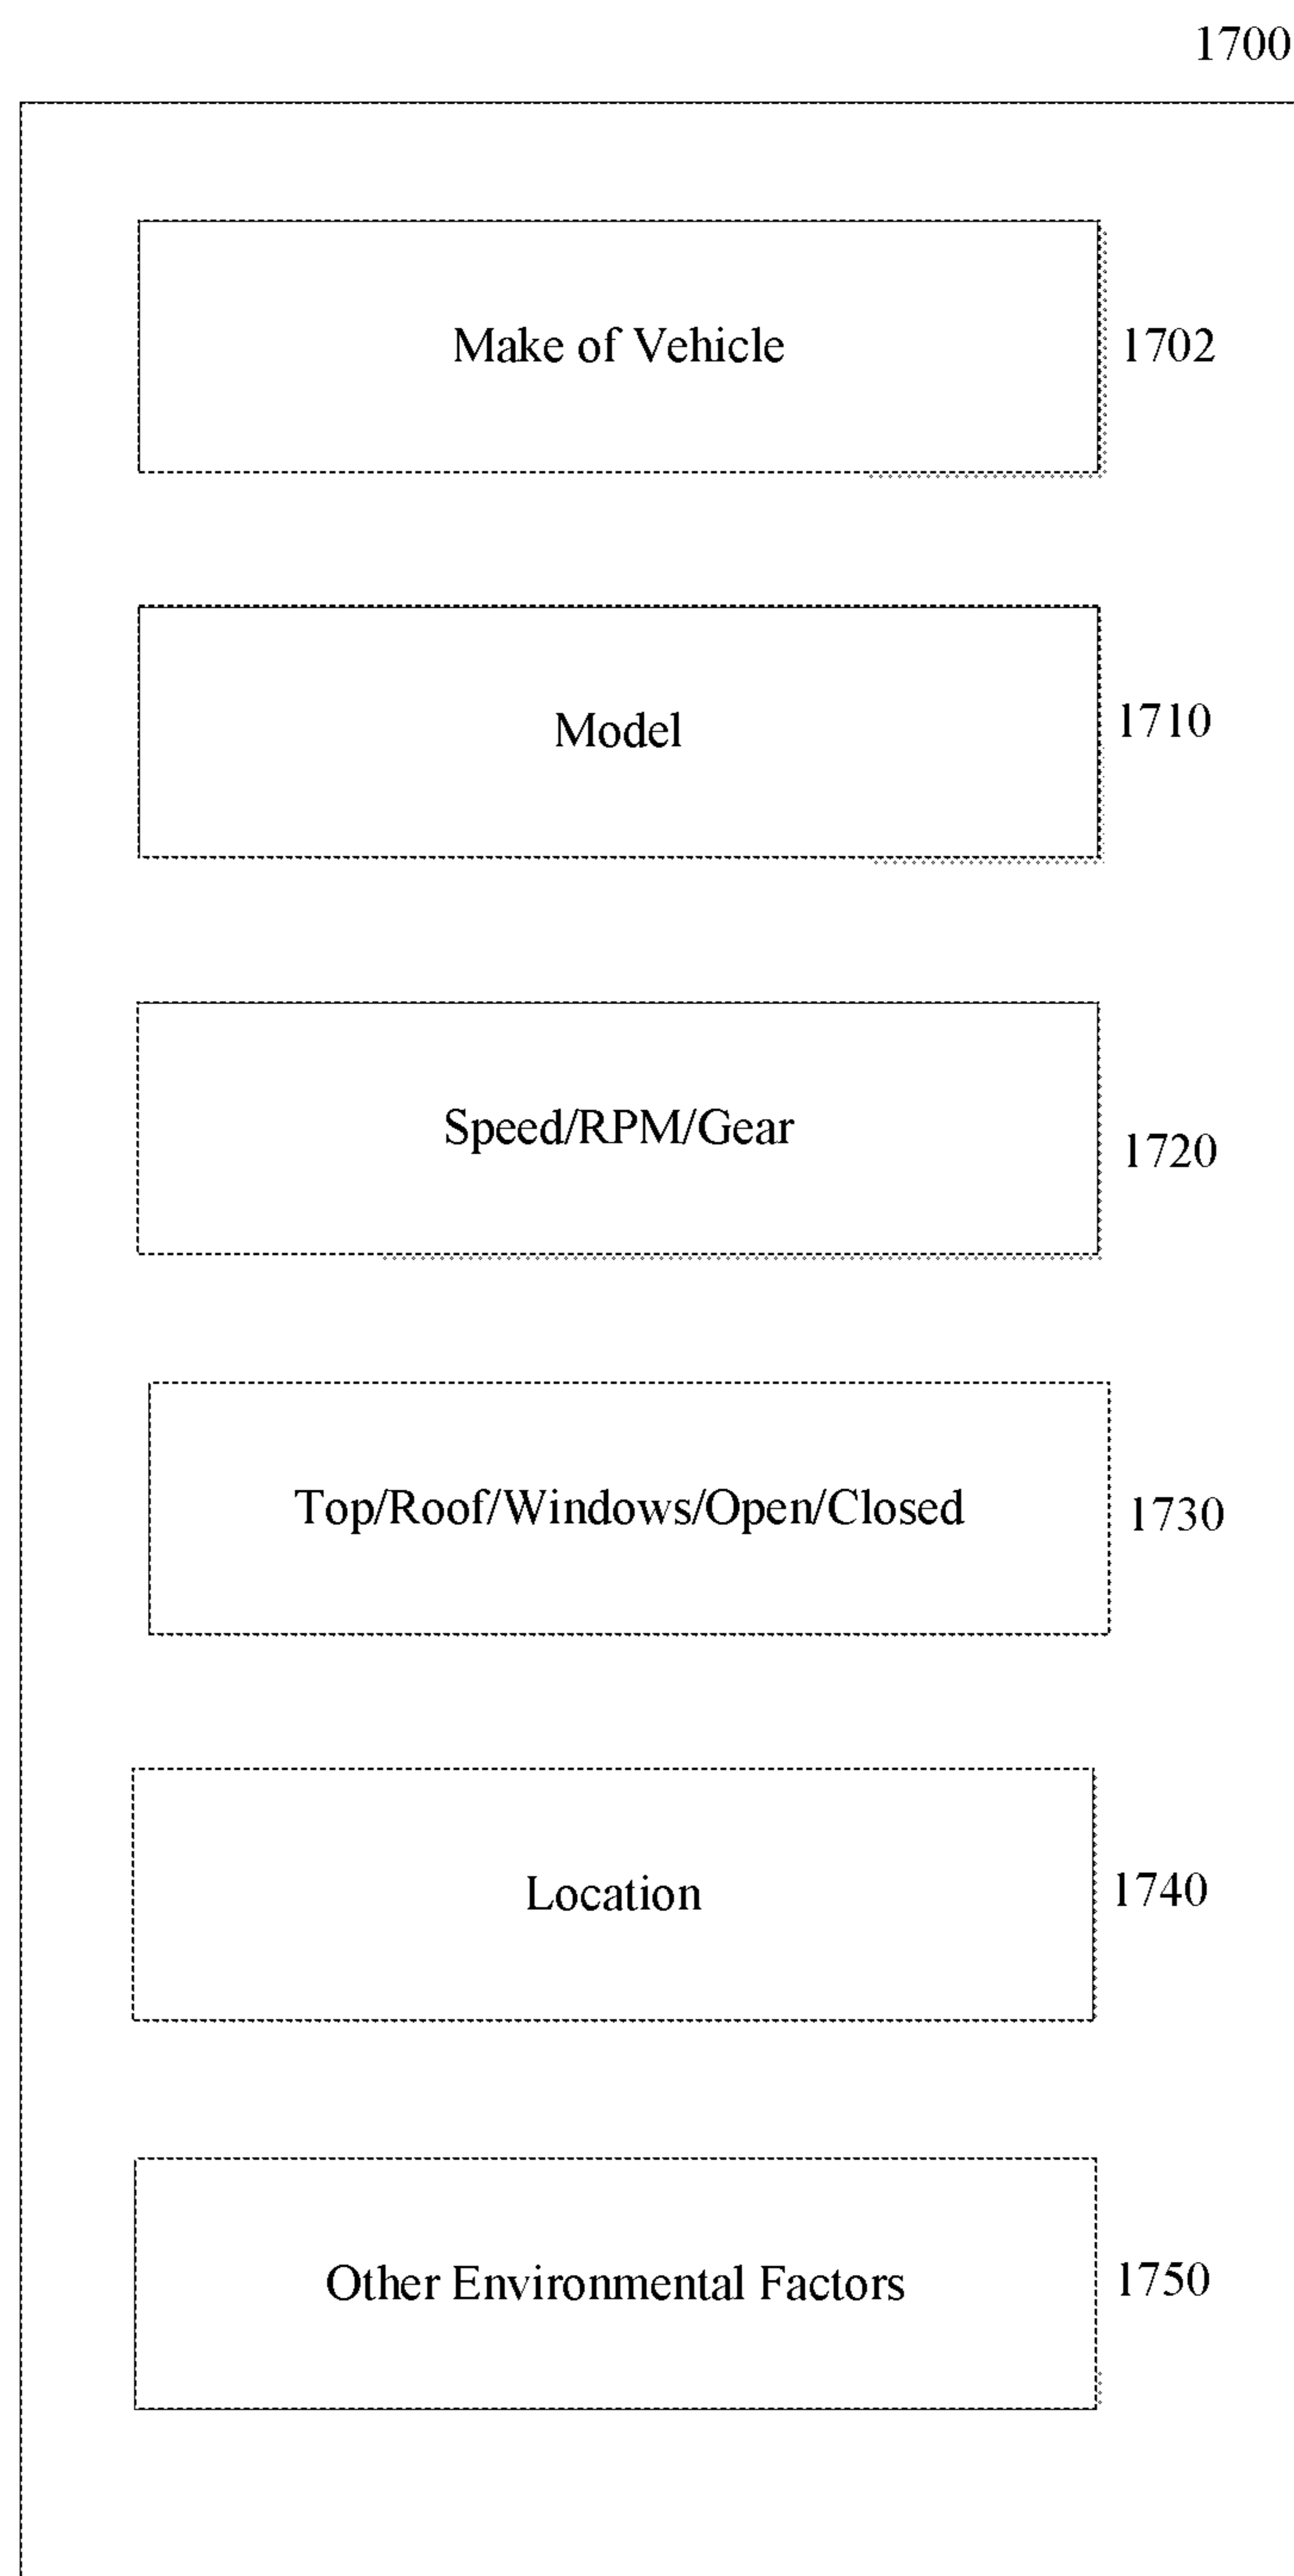 1700
Make of Vehicle 1702
Model 1710
Speed/RPM/Gear 1720
Top/Roof/Windows/Open/Closed 1730
Location 1740
Other Environmental Factors 1750